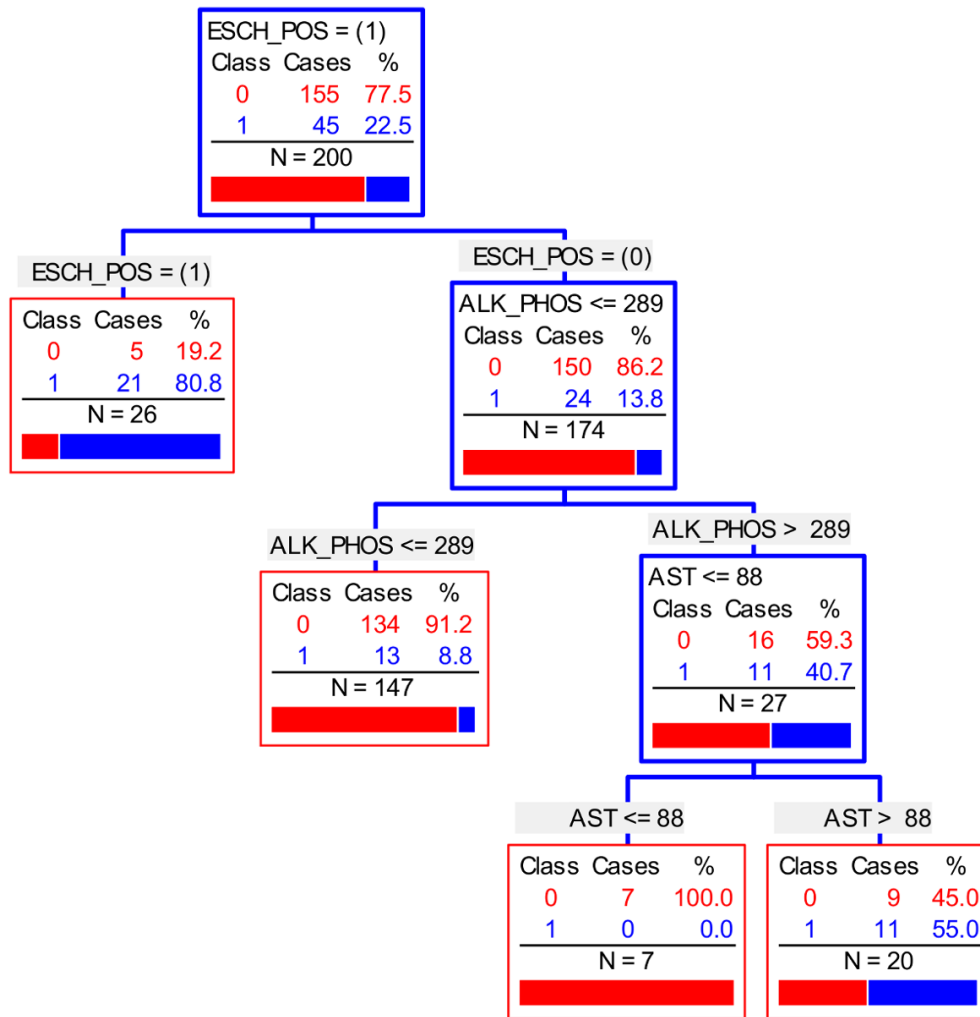 ESCH_POS = (1)
Class Cases %
0 155 77.5
1 45 22.5
N = 200
ESCH_POS = (1)
Class Cases %
0 5 19.2
1 21 80.8
N = 26
ESCH_POS = (0)
ALK_PHOS <= 289
Class Cases %
0 150 86.2
1 24 13.8
N = 174
ALK_PHOS <= 289
Class Cases %
0 134 91.2
1 13 8.8
N = 147
ALK_PHOS > 289
AST <= 88
Class Cases %
0 16 59.3
1 11 40.7
N = 27
AST <= 88
Class Cases %
0 7 100.0
1 0 0.0
N = 7
AST > 88
Class Cases %
0 9 45.0
1 11 55.0
N = 20